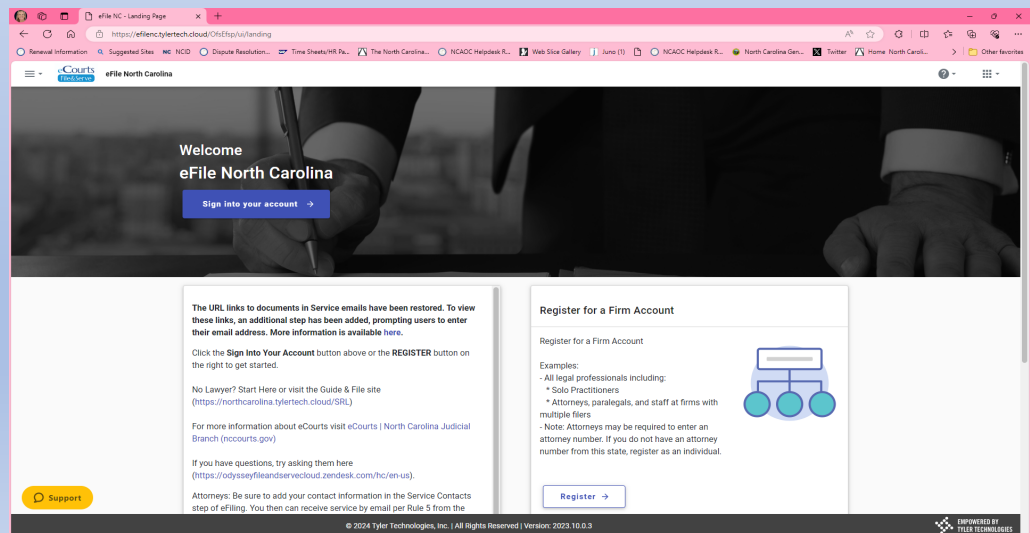 eFile NC - Landing Page
https://efilenc.tylertech.cloud/OfsEfsp/ui/landing
Renewal Information Suggested Sites NC NCID Dispute Resolution... Time Sheets/HR Pa... The North Carolina... NCAOC Helpdesk R... Web Slice Gallery Juno (1) NCAOC Helpdesk R... North Carolina Gen... Twitter Home North Caroli... Other favorites
eCourts
File&Serve
eFile North Carolina
Welcome
eFile North Carolina
Sign into your account →
The URL links to documents in Service emails have been restored. To view
these links, an additional step has been added, prompting users to enter
their email address. More information is available here.
Click the Sign Into Your Account button above or the REGISTER button on
the right to get started.
No Lawyer? Start Here or visit the Guide & File site
(https://northcarolina.tylertech.cloud/SRL)
For more information about eCourts visit eCourts | North Carolina Judicial
Branch (nccourts.gov)
If you have questions, try asking them here
(https://odysseyfileandservecloud.zendesk.com/hc/en-us).
Attorneys: Be sure to add your contact information in the Service Contacts
step of eFiling. You then can receive service by email per Rule 5 from the
Register for a Firm Account
Register for a Firm Account
Examples:
- All legal professionals including:
* Solo Practitioners
* Attorneys, paralegals, and staff at firms with
multiple filers
- Note: Attorneys may be required to enter an
attorney number. If you do not have an attorney
number from this state, register as an individual.
Register →
Support
© 2024 Tyler Technologies, Inc. | All Rights Reserved | Version: 2023.10.0.3
EMPOWERED BY
TYLER TECHNOLOGIES